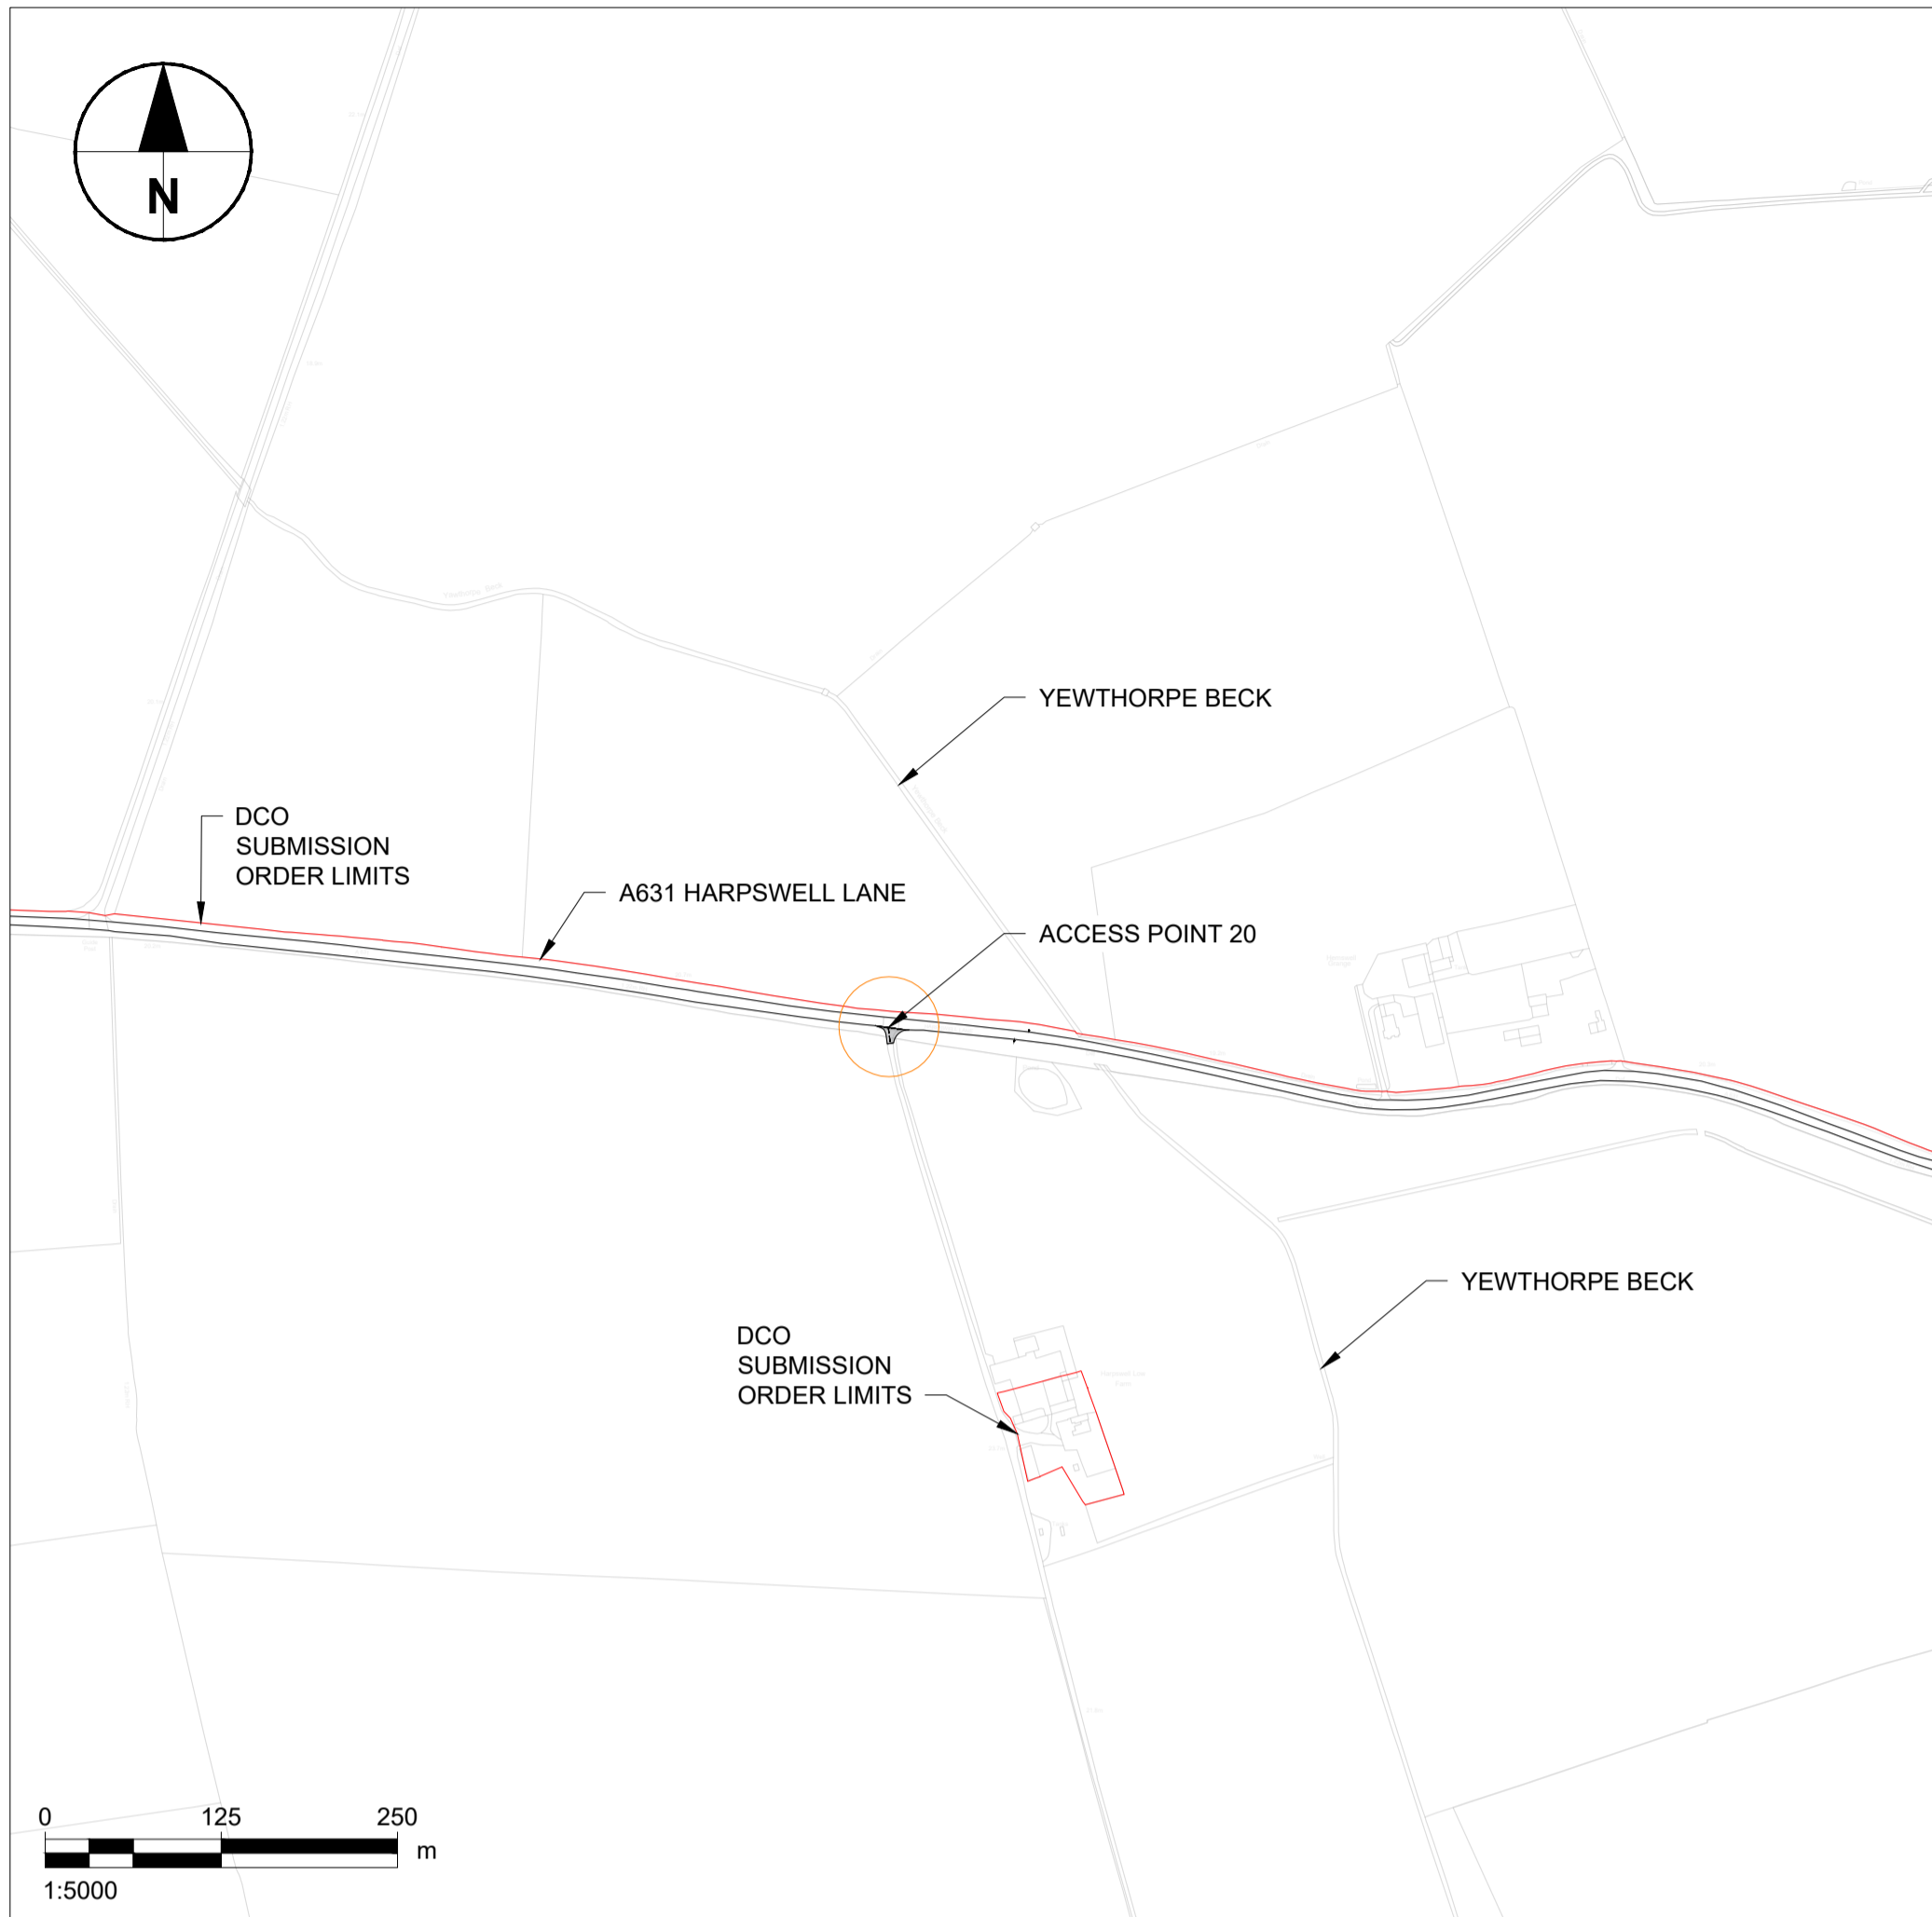 N
YEWTHORPE BECK
DCO
SUBMISSION
ORDER LIMITS
A631 HARPSWELL LANE
ACCESS POINT 20
YEWTHORPE BECK
DCO
SUBMISSION
ORDER LIMITS
0 125 250
m
1:5000